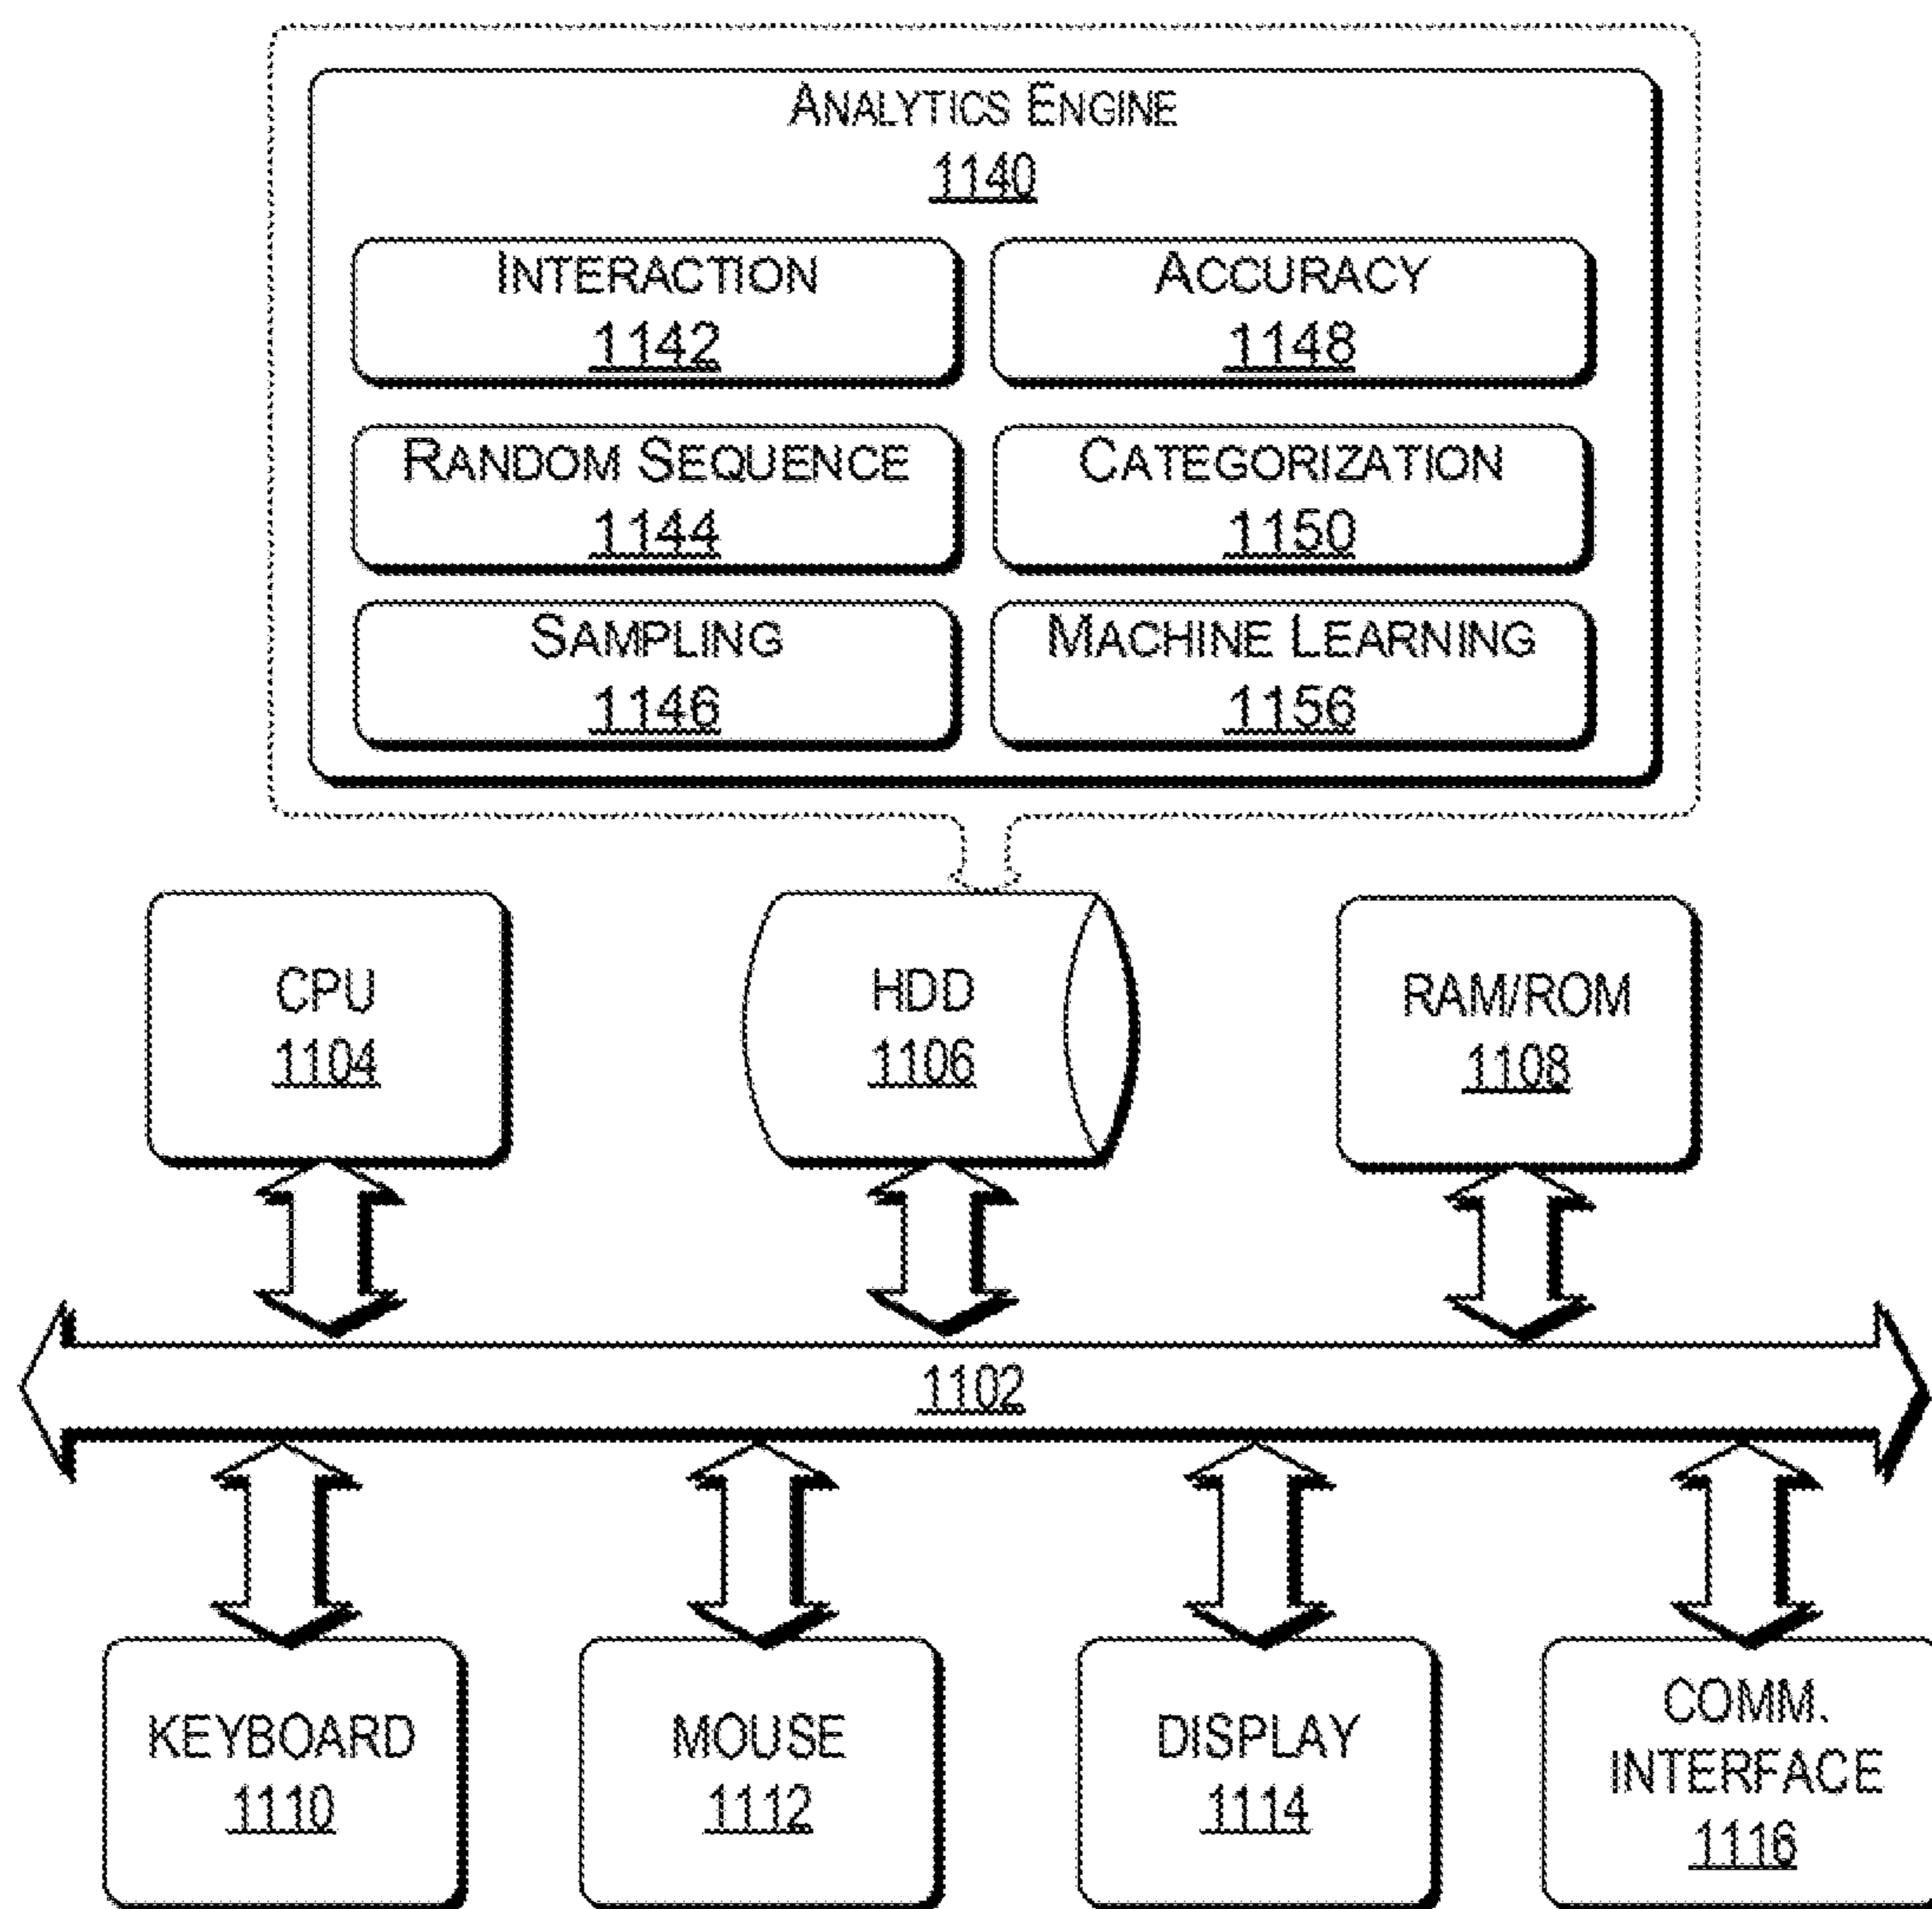 ANALYTICS ENGINE
1140
INTERACTION
1142
ACCURACY
1148
RANDOM SEQUENCE
1144
CATEGORIZATION
1150
SAMPLING
1146
MACHINE LEARNING
1156
CPU
1104
HDD
1106
RAM/ROM
1108
1102
KEYBOARD
1110
MOUSE
1112
DISPLAY
1114
COMM.
INTERFACE
1116